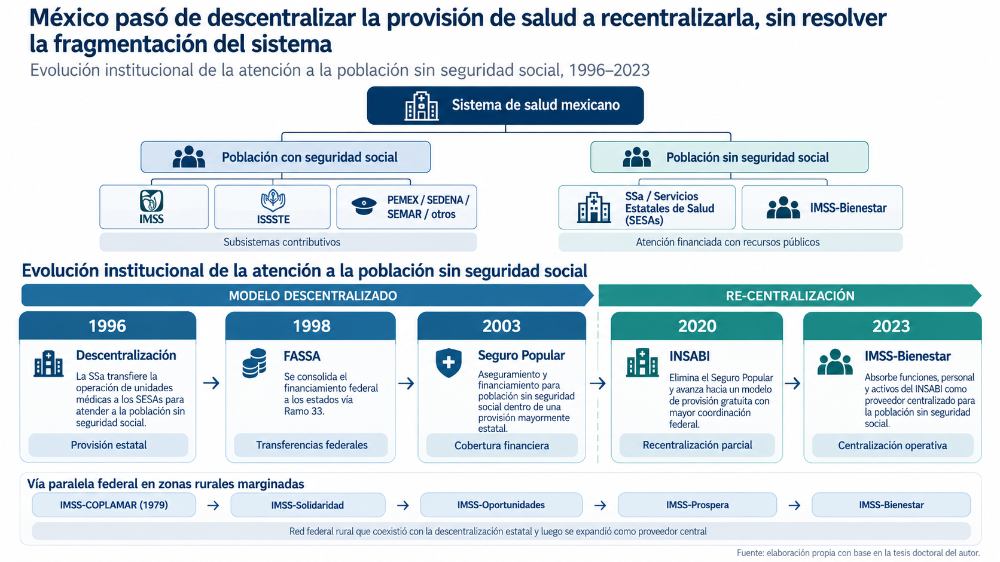 México pasó de descentralizar la provisión de salud a recentralizarla, sin resolver
la fragmentación del sistema
Evolución institucional de la atención a la población sin seguridad social, 1996–2023
Sistema de salud mexicano
Población con seguridad social
Población sin seguridad social
IMSS
ISSSTE
PEMEX / SEDENA /
SEMAR / otros
SSa / Servicios
Estatales de Salud
(SESAs)
IMSS-Bienestar
Subsistemas contributivos
Atención financiada con recursos públicos
Evolución institucional de la atención a la población sin seguridad social
MODELO DESCENTRALIZADO
RE-CENTRALIZACIÓN
1996
Descentralización
La SSa transfiere la
operación de unidades
médicas a los SESAs para
atender a la población sin
seguridad social.
Provisión estatal
1998
FASSA
Se consolida el
financiamiento federal
a los estados vía
Ramo 33.
Transferencias federales
2003
Seguro Popular
Aseguramiento y
financiamiento para
población sin seguridad
social dentro de una
provisión mayormente
estatal.
Cobertura financiera
2020
INSABI
Elimina el Seguro Popular
y avanza hacia un modelo
de provisión gratuita con
mayor coordinación
federal.
Recentralización parcial
2023
IMSS-Bienestar
Absorbe funciones, personal
y activos del INSABI como
proveedor centralizado para
la población sin seguridad
social.
Centralización operativa
Vía paralela federal en zonas rurales marginadas
IMSS-COPLAMAR (1979)
IMSS-Solidaridad
IMSS-Oportunidades
IMSS-Prospera
IMSS-Bienestar
Red federal rural que coexistió con la descentralización estatal y luego se expandió como proveedor central
Fuente: elaboración propia con base en la tesis doctoral del autor.